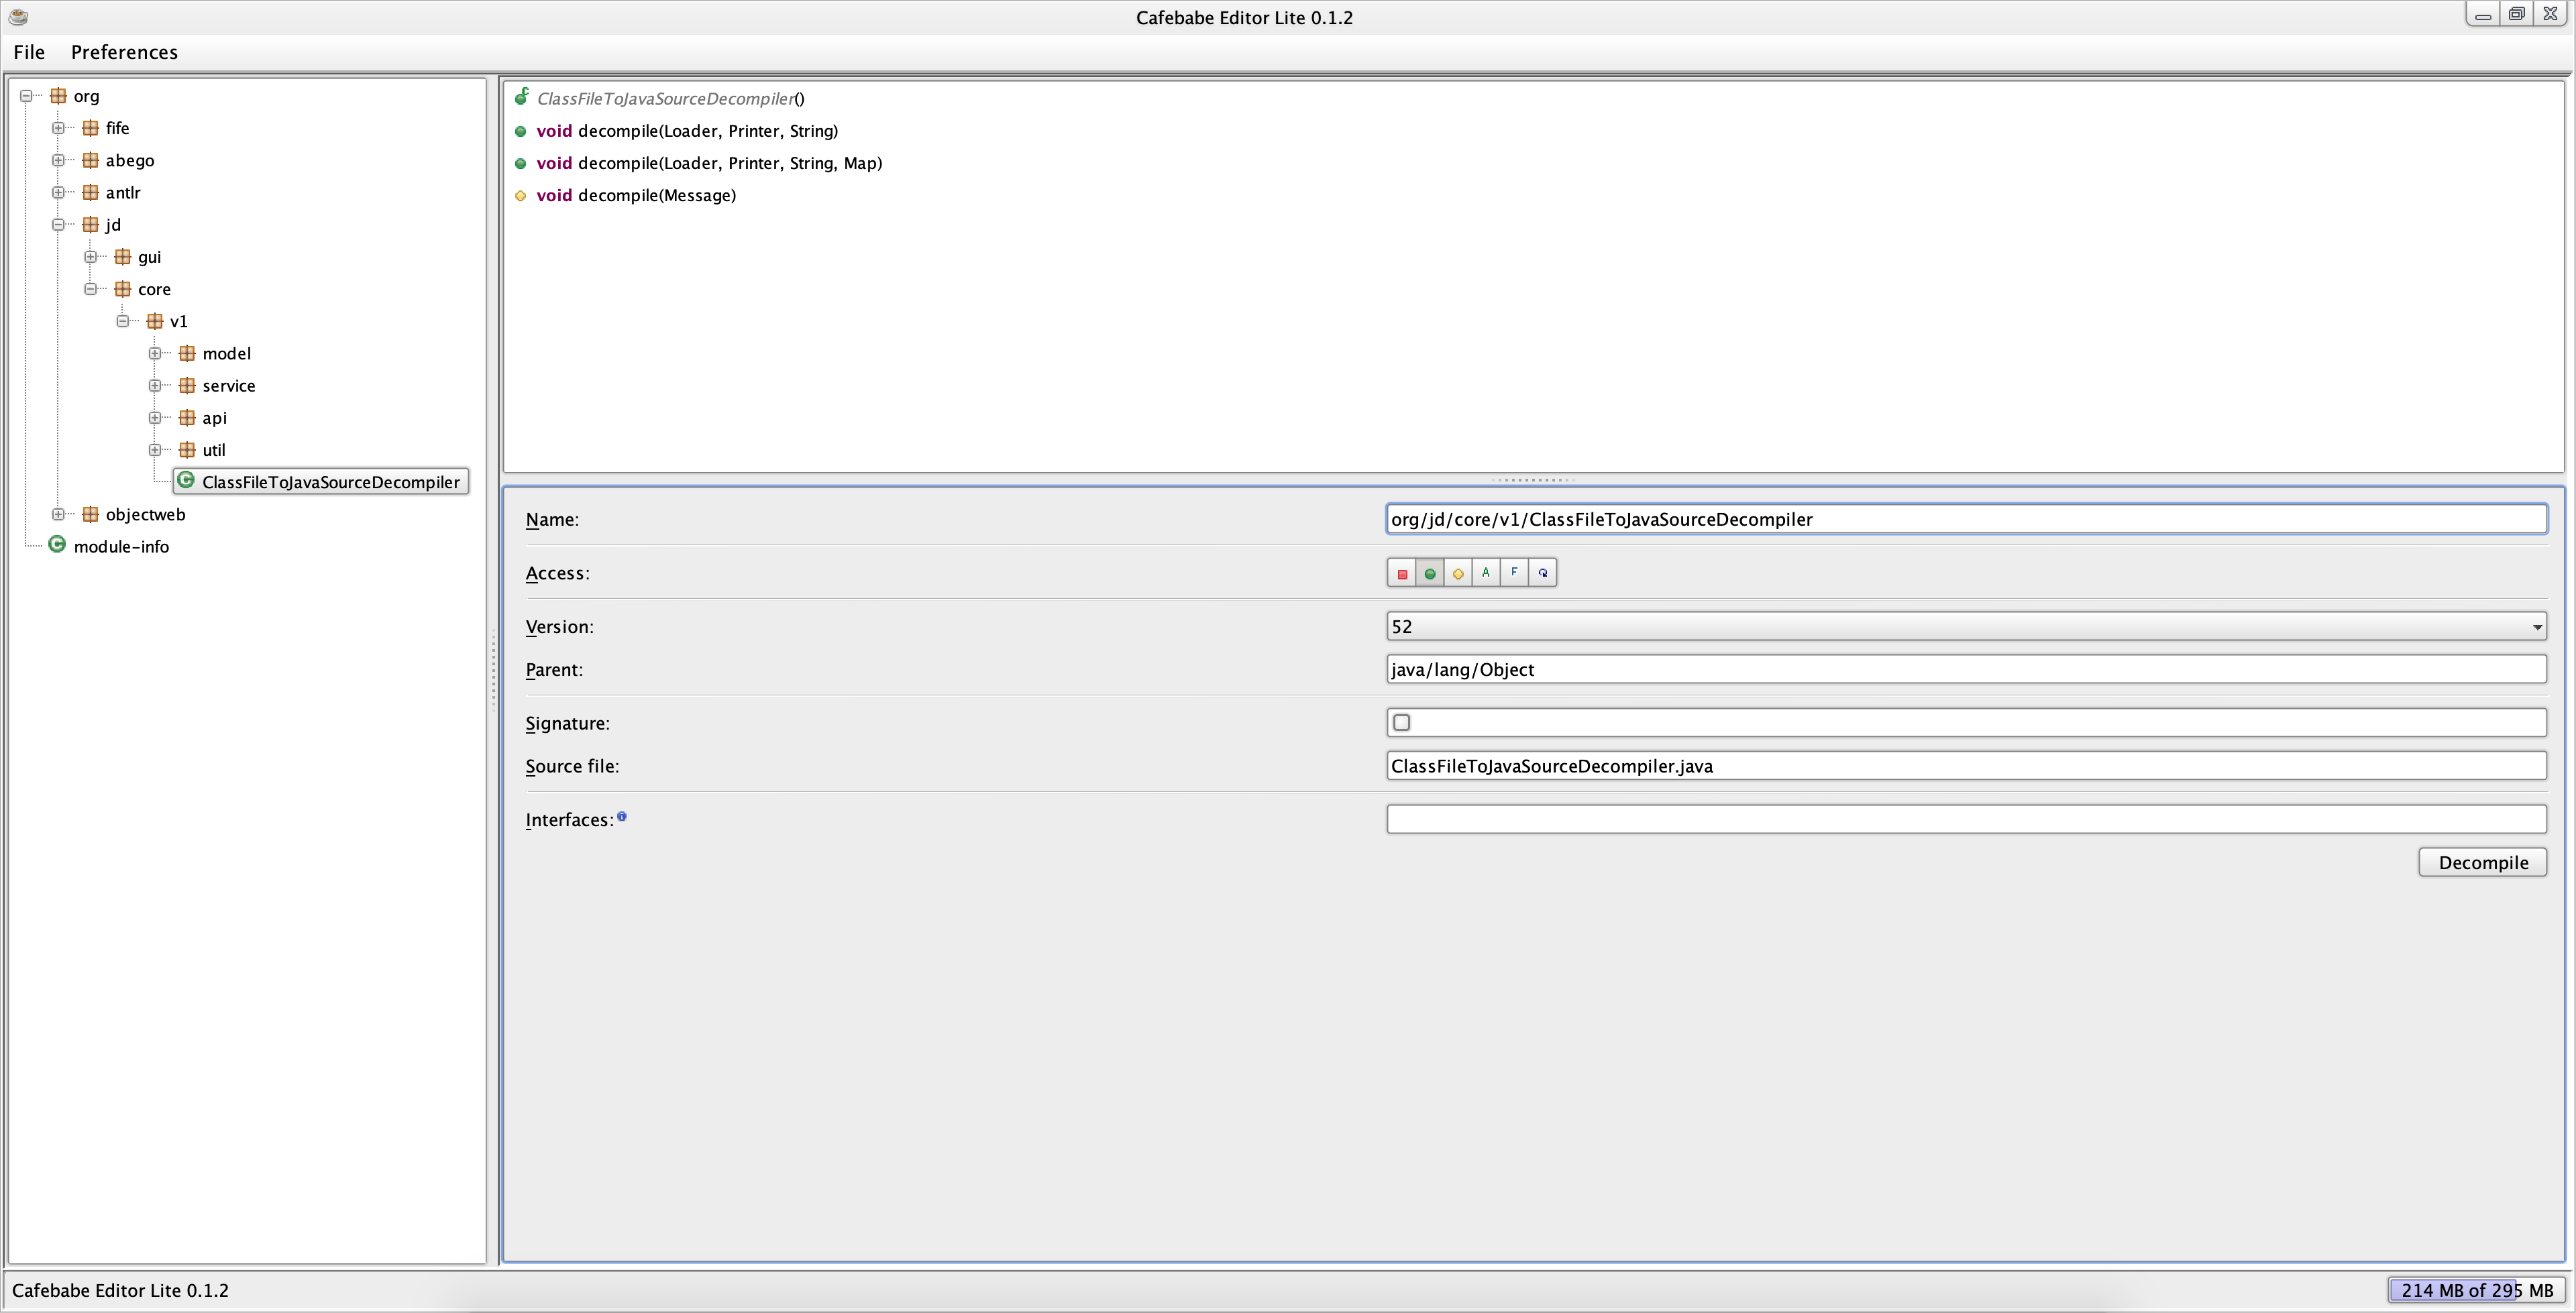 Cafebabe Editor Lite 0.1.2
File Preferences
org
fife
abego
antlr
jd
gui
core
v1
model
service
api
util
ClassFileToJavaSourceDecompiler
objectweb
module-info
ClassFileToJavaSourceDecompiler()
void decompile(Loader, Printer, String)
void decompile(Loader, Printer, String, Map)
void decompile(Message)
Name: org/jd/core/v1/ClassFileToJavaSourceDecompiler
Access: A F
Version: 52
Parent: java/lang/Object
Signature:
Source file: ClassFileToJavaSourceDecompiler.java
Interfaces:
Decompile
Cafebabe Editor Lite 0.1.2
214 MB of 295 MB